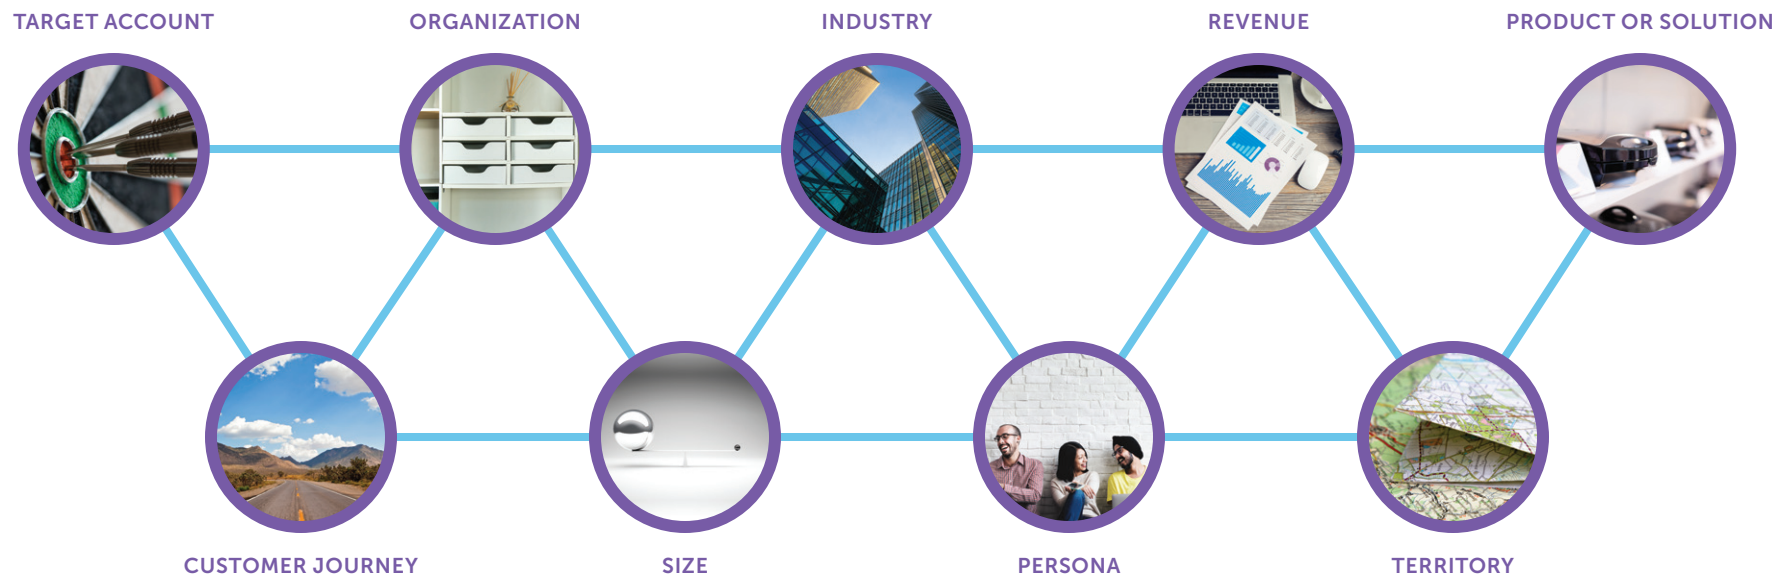 TARGET ACCOUNT
ORGANIZATION
INDUSTRY
REVENUE
PRODUCT OR SOLUTION
CUSTOMER JOURNEY
SIZE
PERSONA
TERRITORY